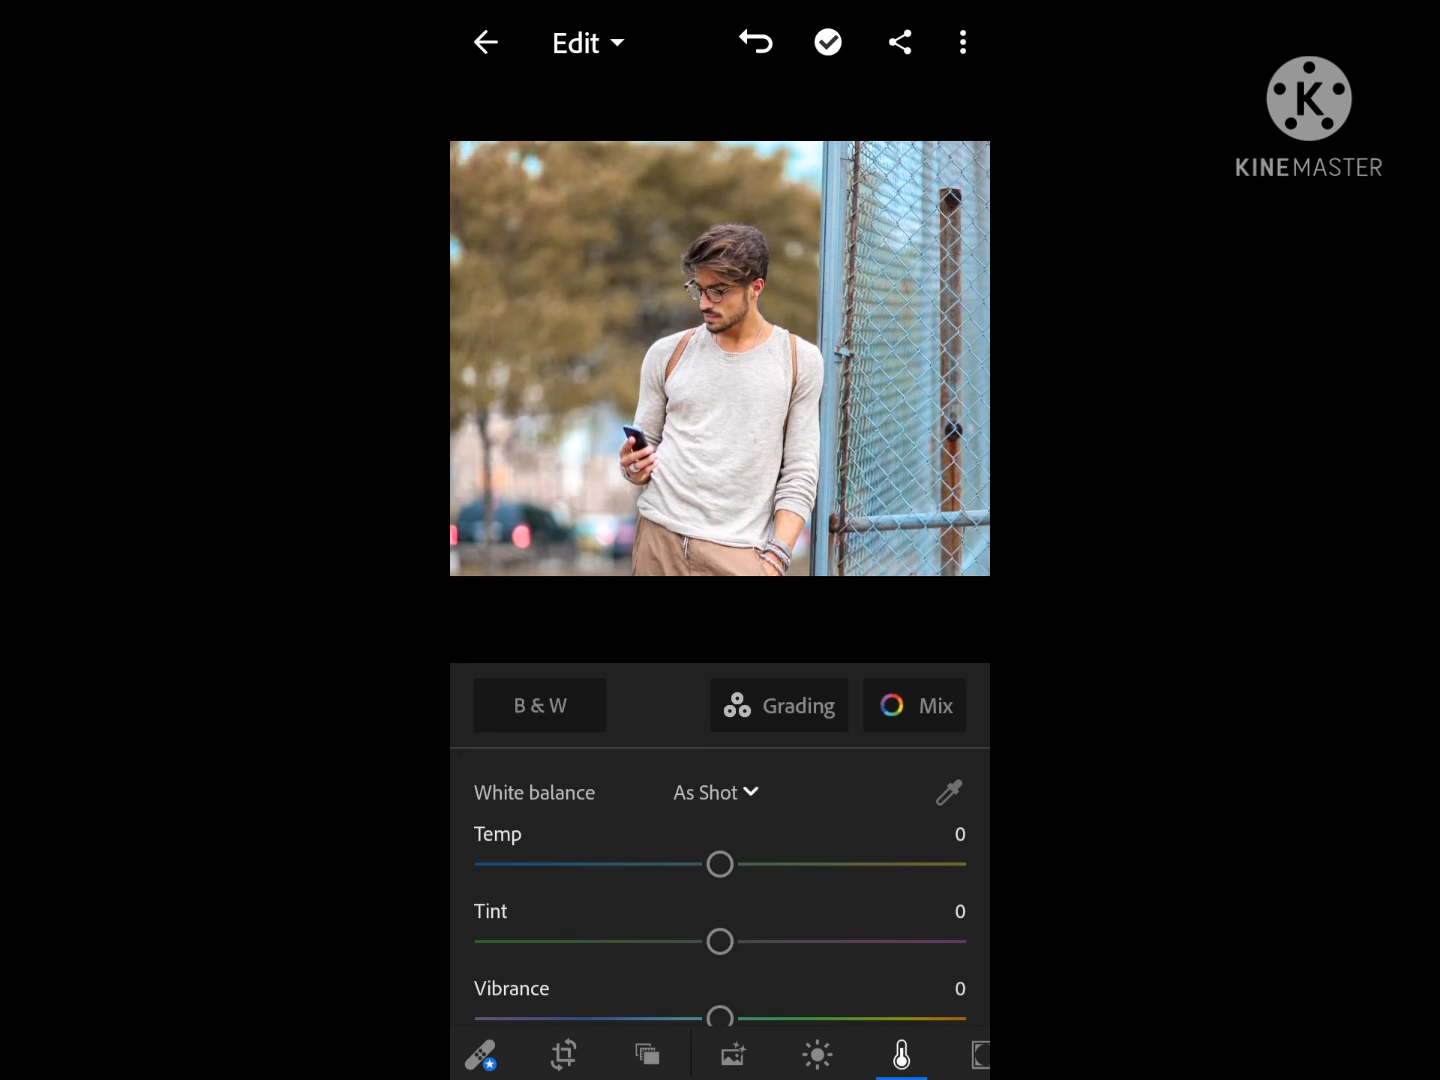 Edit
KINEMASTER
B & W
Grading
Mix
White balance As Shot
Temp 0
Tint 0
Vibrance 0